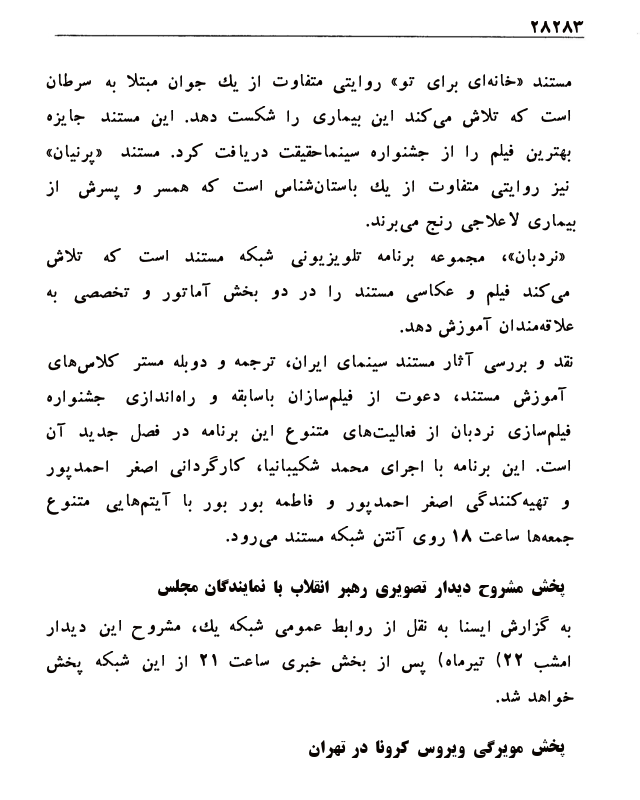 ۲۸۲۸۳
مستند «خانه‌ای برای تو» روایتی متفاوت از یك جوان مبتلا به سرطان
است که تلاش می‌کند این بیماری را شکست دهد. این مستند جایزه
بهترین فیلم را از جشنواره سینماحقیقت دریافت کرد. مستند «پرنیان»
نیز روایتی متفاوت از یك باستان‌شناس است که همسر و پسرش از
بیماری لاعلاجی رنج می‌برند.
«نردبان»، مجموعه برنامه تلویزیونی شبکه مستند است که تلاش
می‌کند فیلم و عکاسی مستند را در دو بخش آماتور و تخصصی به
علاقه‌مندان آموزش دهد.
نقد و بررسی آثار مستند سینمای ایران، ترجمه و دوبله مستر کلاس‌های
آموزش مستند، دعوت از فیلم‌سازان باسابقه و راه‌اندازی جشنواره
فیلم‌سازی نردبان از فعالیت‌های متنوع این برنامه در فصل جدید آن
است. این برنامه با اجرای محمد شکیبانیا، کارگردانی اصغر احمدپور
و تهیه‌کنندگی اصغر احمدپور و فاطمه بور بور با آیتم‌هایی متنوع
جمعه‌ها ساعت ۱۸ روی آنتن شبکه مستند می‌رود.
پخش مشروح دیدار تصویری رهبر انقلاب با نمایندگان مجلس
به گزارش ایسنا به نقل از روابط عمومی شبکه یك، مشروح این دیدار
امشب ۲۲) تیرماه) پس از بخش خبری ساعت ۲۱ از این شبکه پخش
خواهد شد.
پخش مویرگی ویروس کرونا در تهران